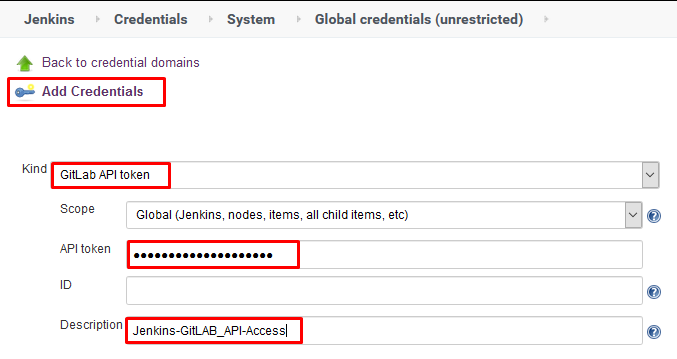 Jenkins Credentials System Global credentials (unrestricted)
Back to credential domains
Add Credentials
Kind GitLab API token
Scope Global (Jenkins, nodes, items, all child items, etc)
API token ••••••••••••••••••••
ID
Description Jenkins-GitLAB_API-Access